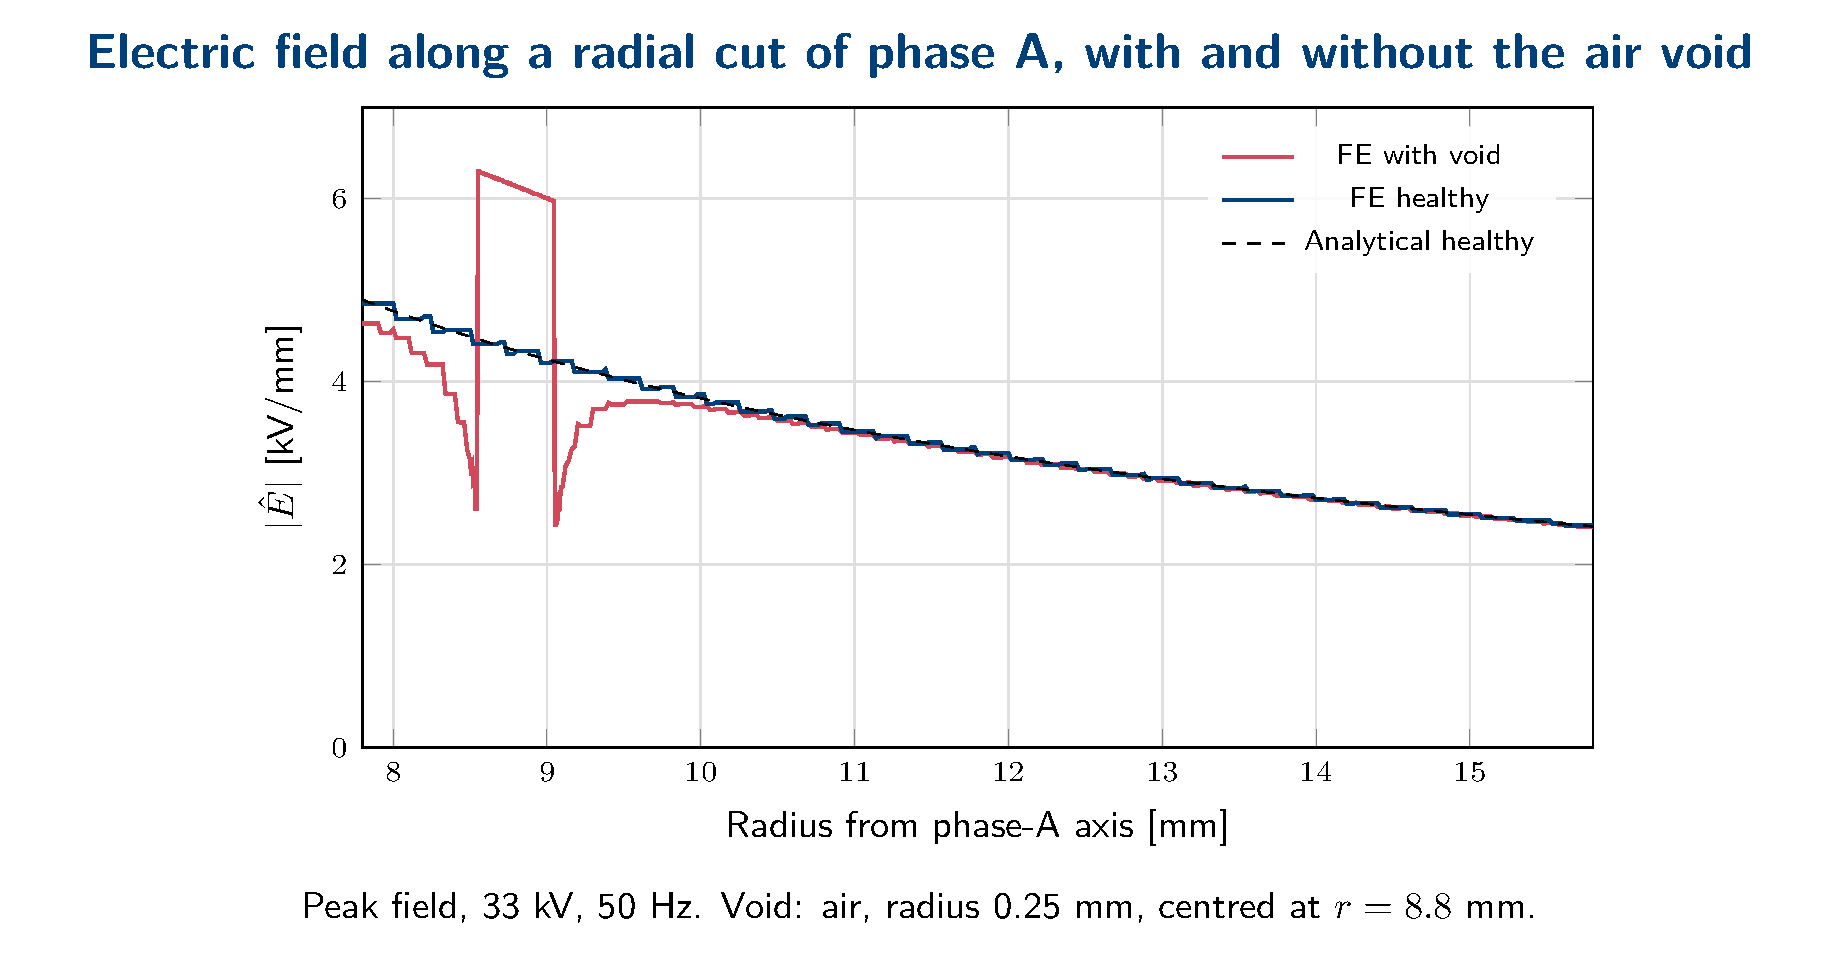 Electric field along a radial cut of phase A, with and without the air void
FE with void
FE healthy
Analytical healthy
|Ê| [kV/mm]
6
4
2
0
8 9 10 11 12 13 14 15
Radius from phase-A axis [mm]
Peak field, 33 kV, 50 Hz. Void: air, radius 0.25 mm, centred at r = 8.8 mm.